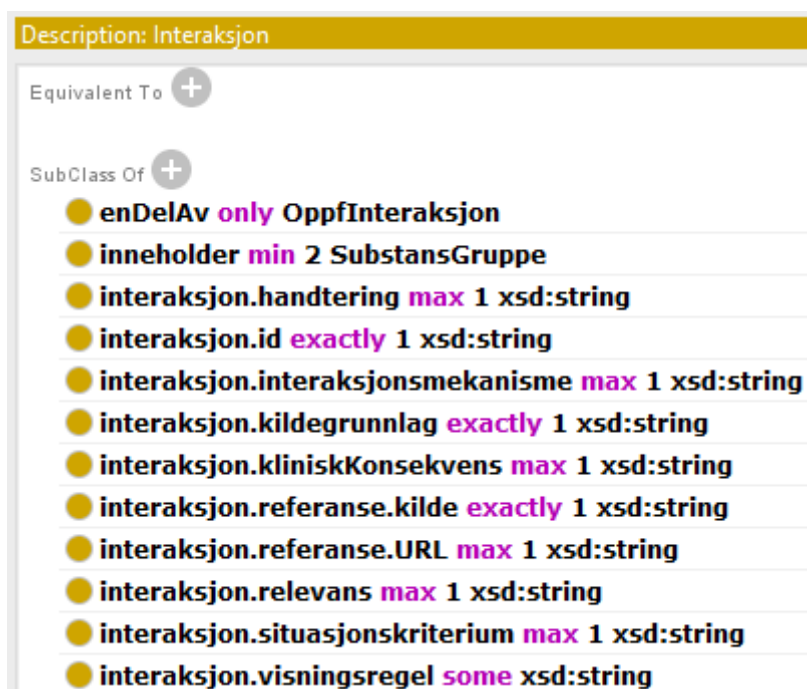 Description: Interaksjon
Equivalent To
SubClass Of
enDelAv only OppfInteraksjon
inneholder min 2 SubstansGruppe
interaksjon.handtering max 1 xsd:string
interaksjon.id exactly 1 xsd:string
interaksjon.interaksjonsmekanisme max 1 xsd:string
interaksjon.kildegrunnlag exactly 1 xsd:string
interaksjon.kliniskKonsekvens max 1 xsd:string
interaksjon.referanse.kilde exactly 1 xsd:string
interaksjon.referanse.URL max 1 xsd:string
interaksjon.relevans max 1 xsd:string
interaksjon.situasjonskriterium max 1 xsd:string
interaksjon.visningsregel some xsd:string